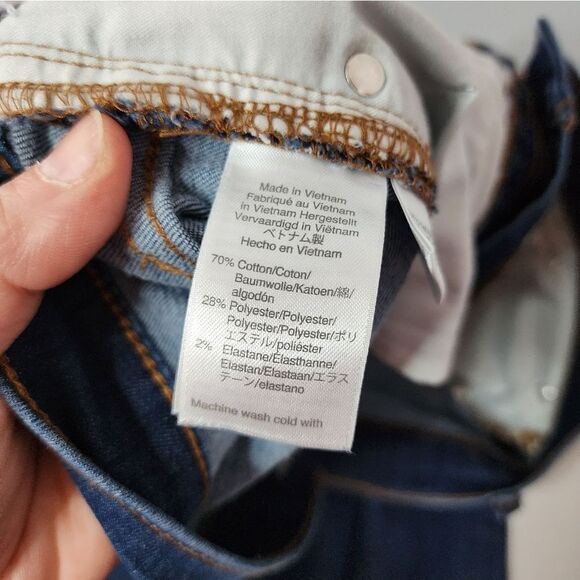 Made in Vietnam
Fabriqué au Vietnam
in Vietnam Hergestellt
Vervaardigd in Viëtnam
ベトナム製
Hecho en Vietnam
70% Cotton/Coton/
Baumwolle/Katoen/綿/
algodón
28% Polyester/Polyester/
Polyester/Polyester/ポリ
エステル/poliéster
2% Elastane/Élasthanne/
Elastan/Elastaan/エラス
テーン/elastano
Machine wash cold with